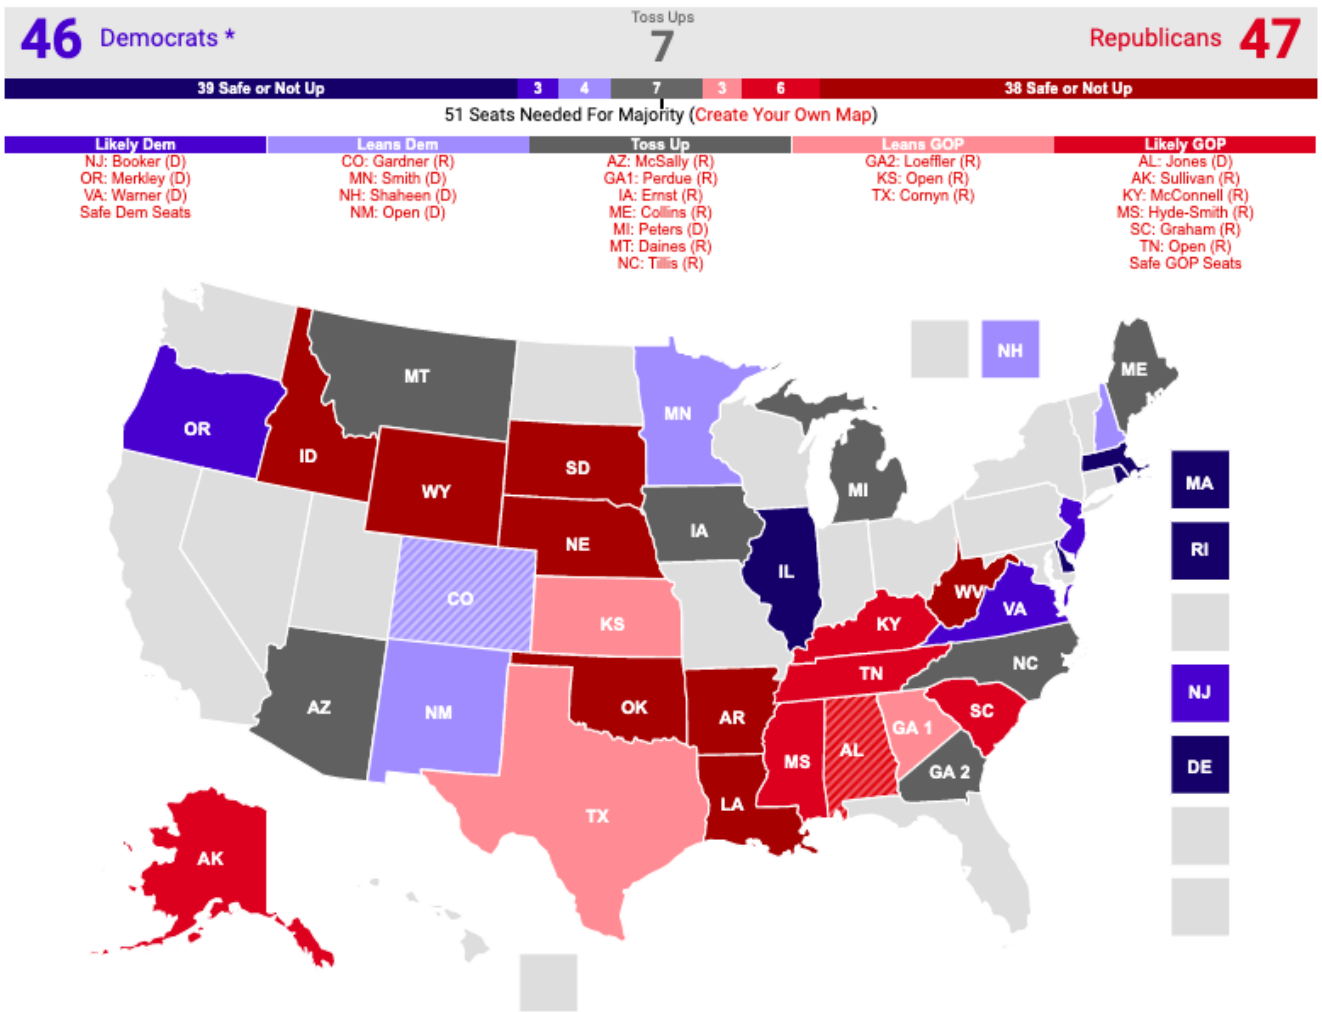 46 Democrats *
Toss Ups
7
Republicans 47
39 Safe or Not Up 3 4 7 3 6 38 Safe or Not Up
51 Seats Needed For Majority (Create Your Own Map)
Likely Dem
NJ: Booker (D)
OR: Merkley (D)
VA: Warner (D)
Safe Dem Seats
Leans Dem
CO: Gardner (R)
MN: Smith (D)
NH: Shaheen (D)
NM: Open (D)
Toss Up
AZ: McSally (R)
GA1: Perdue (R)
IA: Ernst (R)
ME: Collins (R)
MI: Peters (D)
MT: Daines (R)
NC: Tillis (R)
Leans GOP
GA2: Loeffler (R)
KS: Open (R)
TX: Cornyn (R)
Likely GOP
AL: Jones (D)
AK: Sullivan (R)
KY: McConnell (R)
MS: Hyde-Smith (R)
SC: Graham (R)
TN: Open (R)
Safe GOP Seats
NH
ME
MT
MN
OR
ID
SD
WY
MI
MA
IA
NE
RI
IL
WV
CO
VA
KS
KY
NC
TN
NJ
AZ
NM
OK
AR
SC
GA 1
AL
MS
GA 2
DE
LA
TX
AK